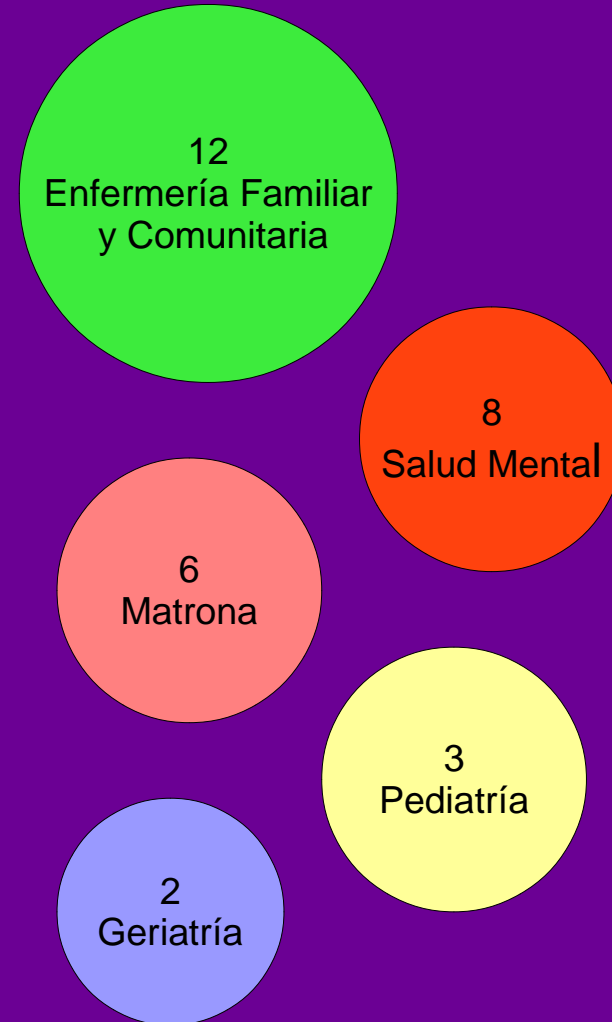 12
Enfermería Familiar
y Comunitaria
8
Salud Mental
6
Matrona
3
Pediatría
2
Geriatría